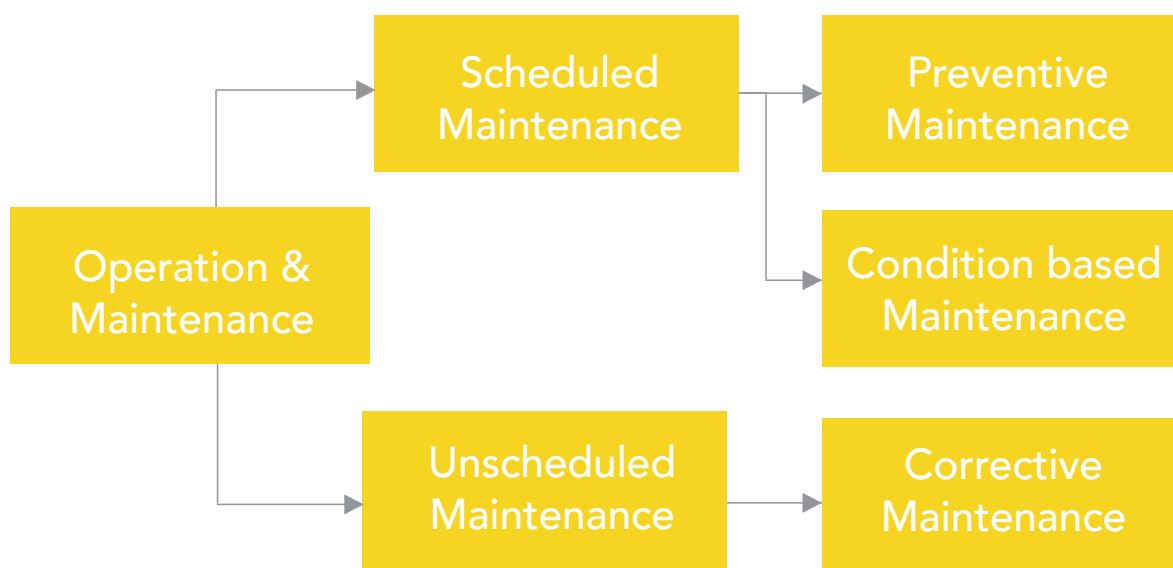 Scheduled
Maintenance
Preventive
Maintenance
Operation &
Maintenance
Condition based
Maintenance
Unscheduled
Maintenance
Corrective
Maintenance